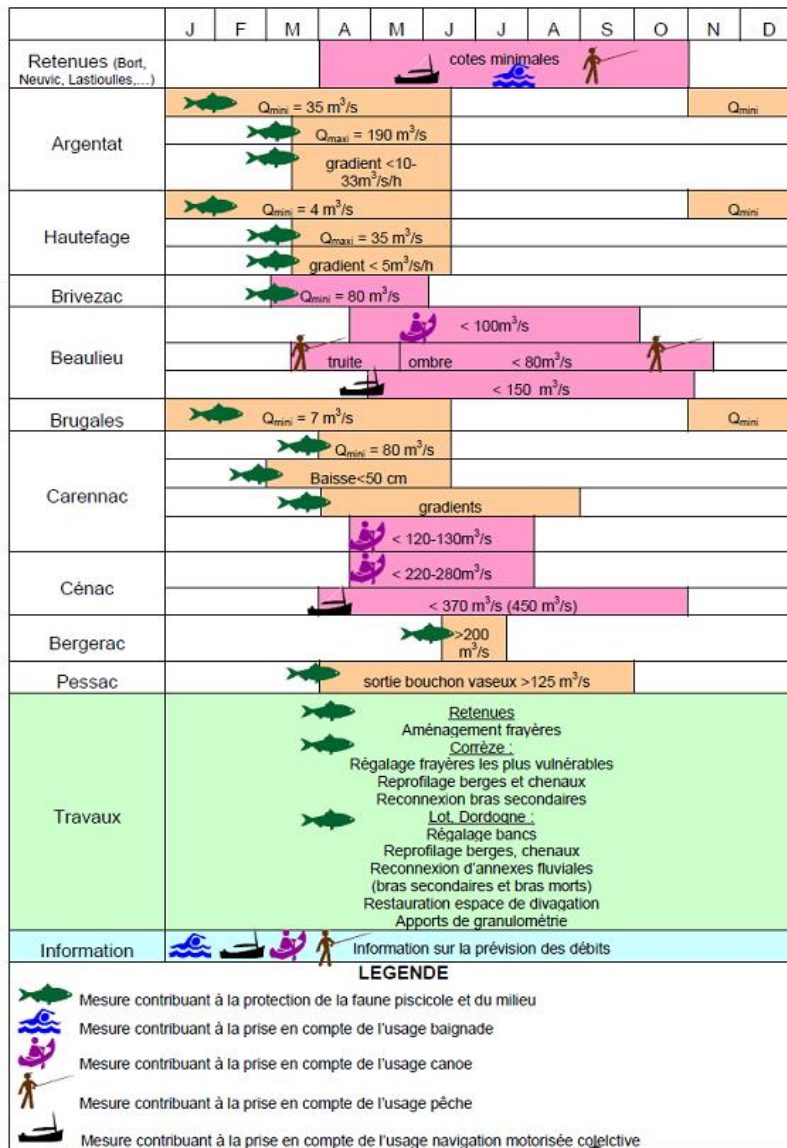 J F M A M J J A S O N D
Retenues (Bort,
Neuvic, Lastioulles,...)
cotes minimales
Argentat
Qmini = 35 m³/s
Qmini
Qmaxi = 190 m³/s
gradient <10-
33m³/s/h
Hautefage
Qmini = 4 m³/s
Qmini
Qmaxi = 35 m³/s
gradient < 5m³/s/h
Brivezac
Qmini = 80 m³/s
Beaulieu
< 100m³/s
truite ombre < 80m³/s
< 150 m³/s
Brugales
Qmini = 7 m³/s
Qmini
Carennac
Qmini = 80 m³/s
Baisse<50 cm
gradients
< 120-130m³/s
Cénac
< 220-280m³/s
< 370 m³/s (450 m³/s)
Bergerac
>200
m³/s
Pessac
sortie bouchon vaseux >125 m³/s
Travaux
Retenues
Aménagement frayères
Corrèze :
Régalage frayères les plus vulnérables
Reprofilage berges et chenaux
Reconnexion bras secondaires
Lot, Dordogne :
Régalage bancs
Reprofilage berges, chenaux
Reconnexion d'annexes fluviales
(bras secondaires et bras morts)
Restauration espace de divagation
Apports de granulométrie
Information
Information sur la prévision des débits
LEGENDE
Mesure contribuant à la protection de la faune piscicole et du milieu
Mesure contribuant à la prise en compte de l'usage baignade
Mesure contribuant à la prise en compte de l'usage canoe
Mesure contribuant à la prise en compte de l'usage pêche
Mesure contribuant à la prise en compte de l'usage navigation motorisée colelctive